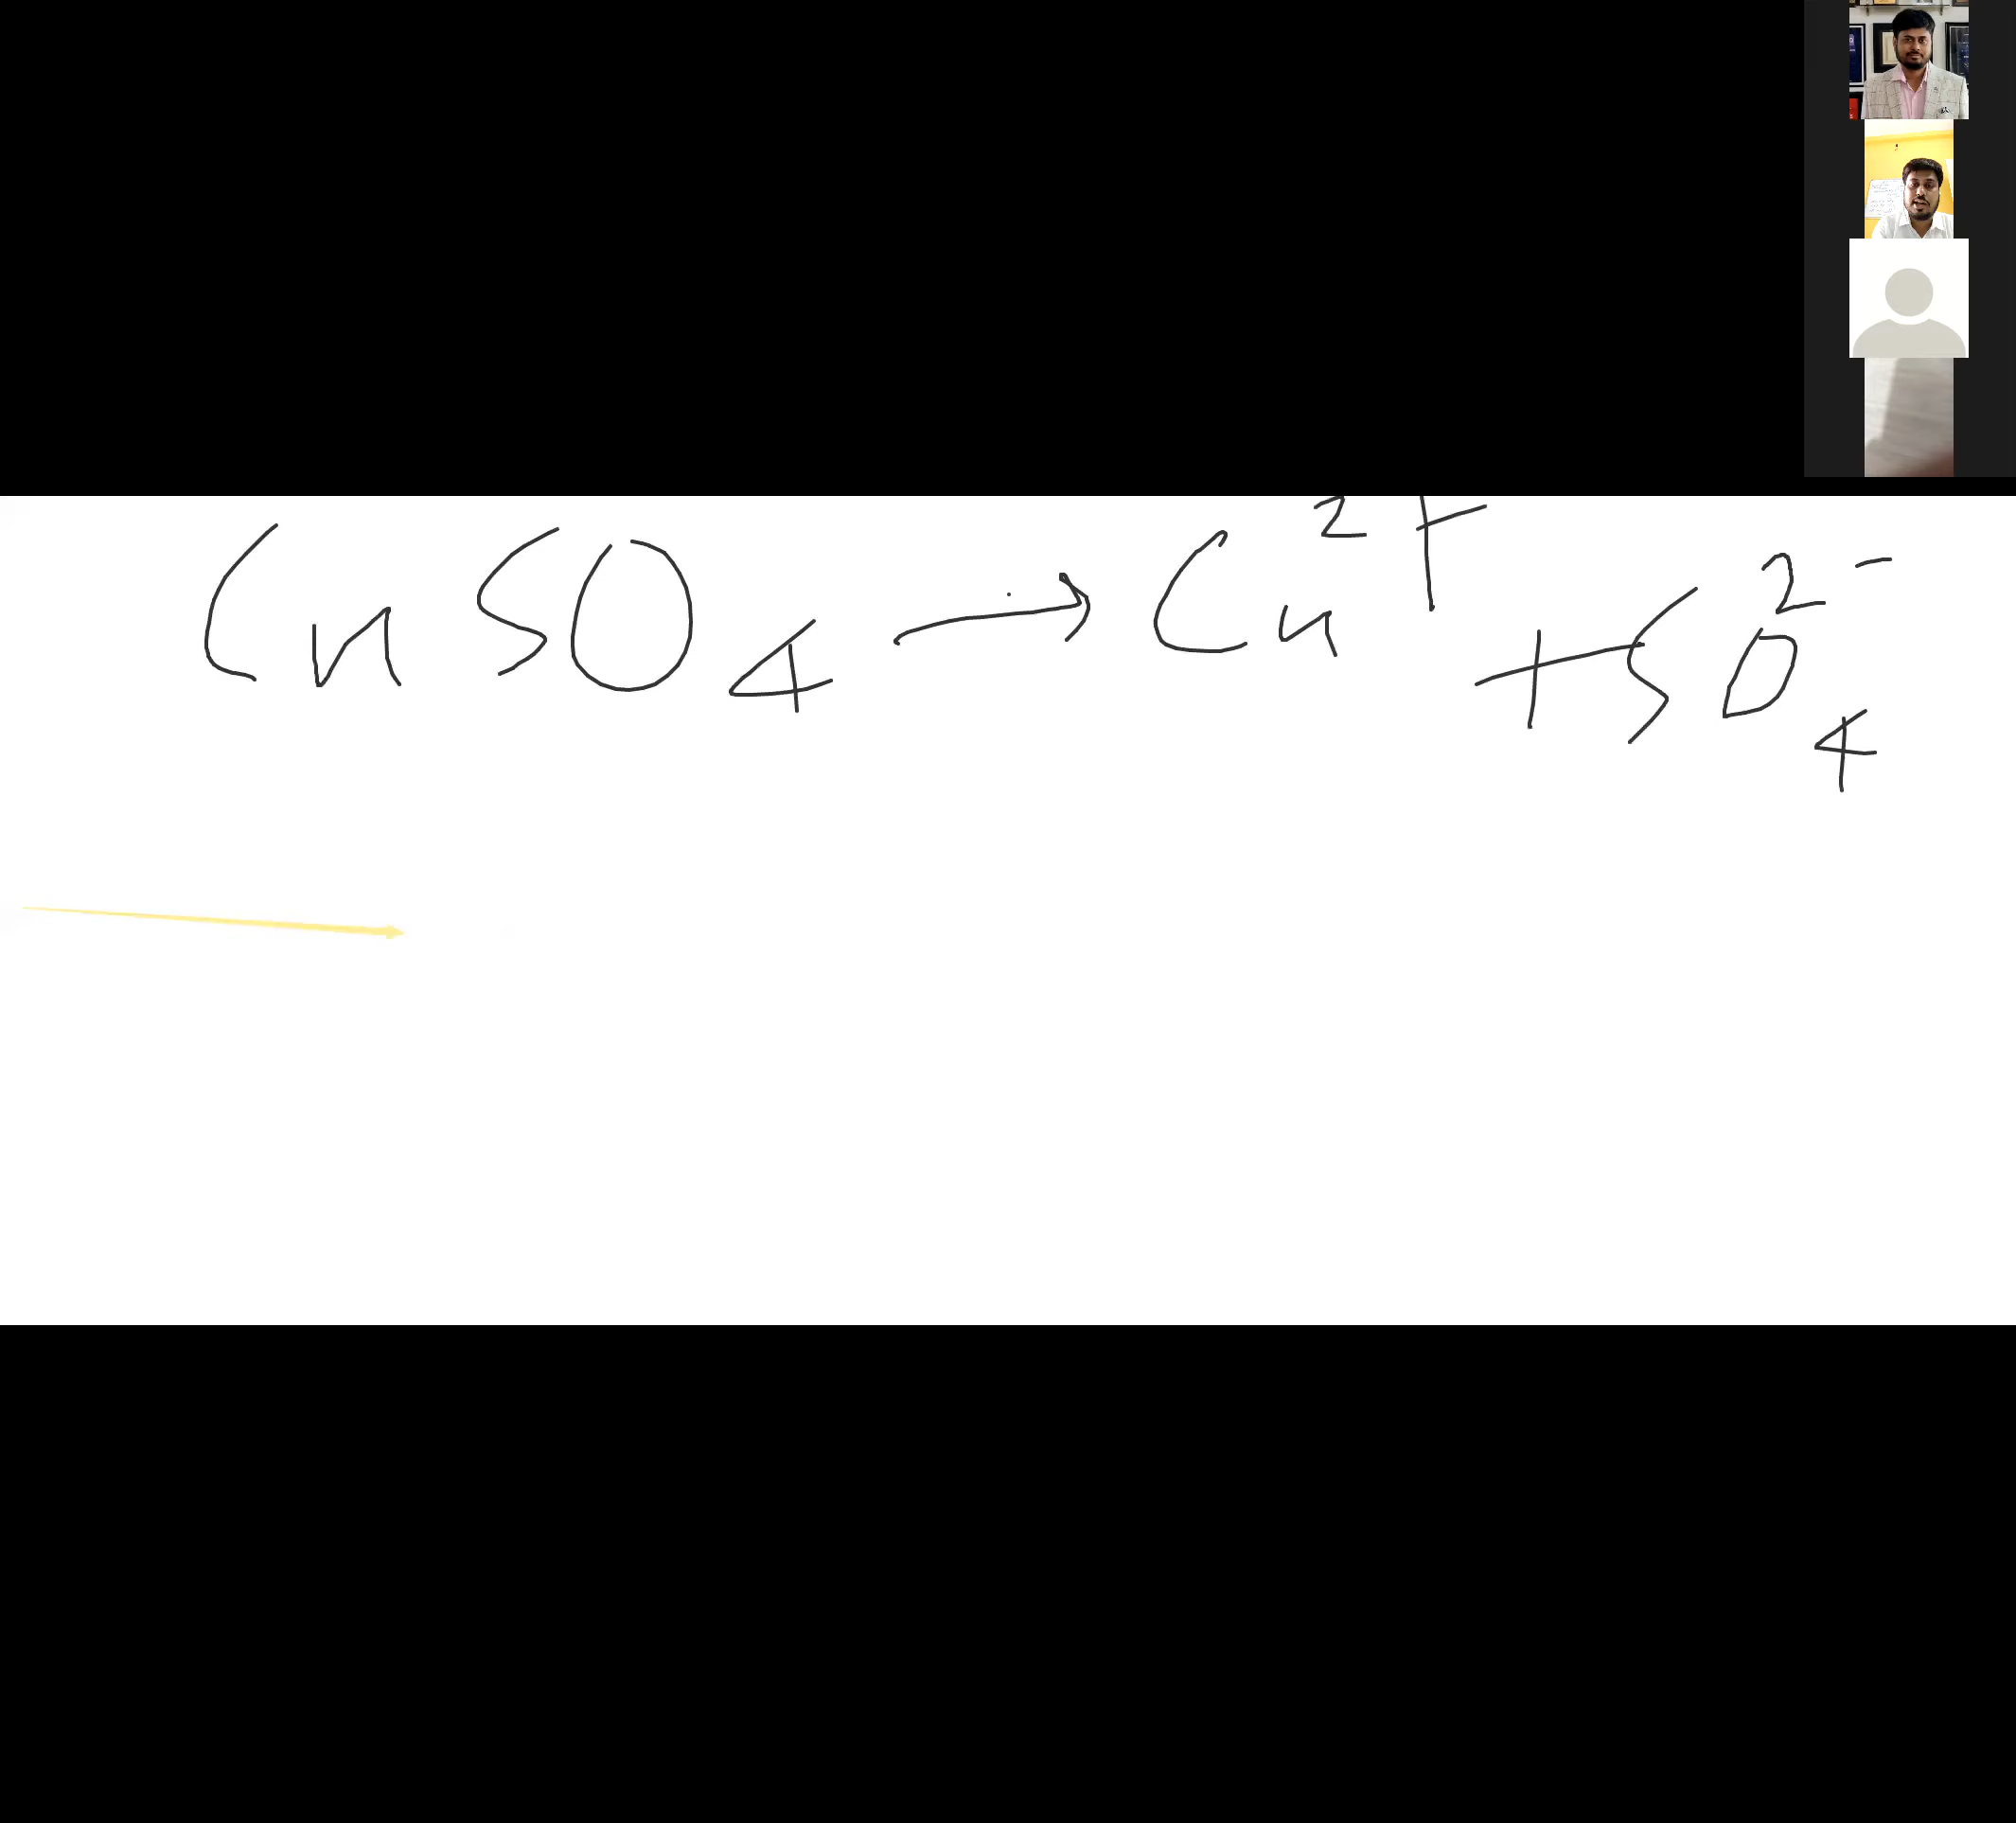 CuSO₄ → Cu²⁺ + SO₄²⁻